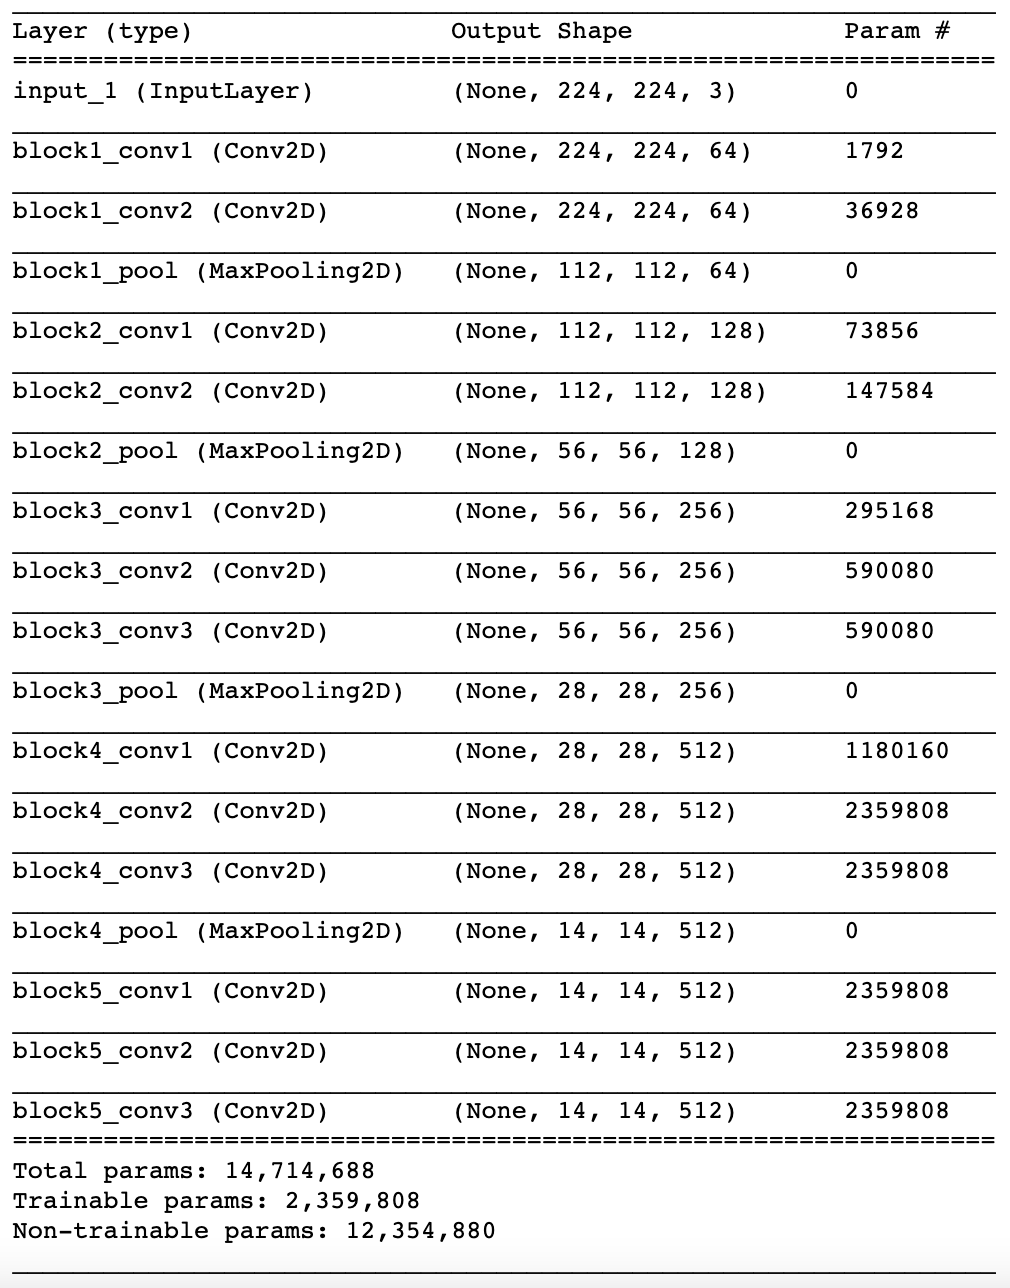 Layer (type) Output Shape Param #
=================================================================
input_1 (InputLayer) (None, 224, 224, 3) 0
block1_conv1 (Conv2D) (None, 224, 224, 64) 1792
block1_conv2 (Conv2D) (None, 224, 224, 64) 36928
block1_pool (MaxPooling2D) (None, 112, 112, 64) 0
block2_conv1 (Conv2D) (None, 112, 112, 128) 73856
block2_conv2 (Conv2D) (None, 112, 112, 128) 147584
block2_pool (MaxPooling2D) (None, 56, 56, 128) 0
block3_conv1 (Conv2D) (None, 56, 56, 256) 295168
block3_conv2 (Conv2D) (None, 56, 56, 256) 590080
block3_conv3 (Conv2D) (None, 56, 56, 256) 590080
block3_pool (MaxPooling2D) (None, 28, 28, 256) 0
block4_conv1 (Conv2D) (None, 28, 28, 512) 1180160
block4_conv2 (Conv2D) (None, 28, 28, 512) 2359808
block4_conv3 (Conv2D) (None, 28, 28, 512) 2359808
block4_pool (MaxPooling2D) (None, 14, 14, 512) 0
block5_conv1 (Conv2D) (None, 14, 14, 512) 2359808
block5_conv2 (Conv2D) (None, 14, 14, 512) 2359808
block5_conv3 (Conv2D) (None, 14, 14, 512) 2359808
=================================================================
Total params: 14,714,688
Trainable params: 2,359,808
Non-trainable params: 12,354,880